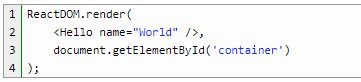 1 ReactDOM.render(
2     <Hello name="World" />,
3     document.getElementById('container')
4 );